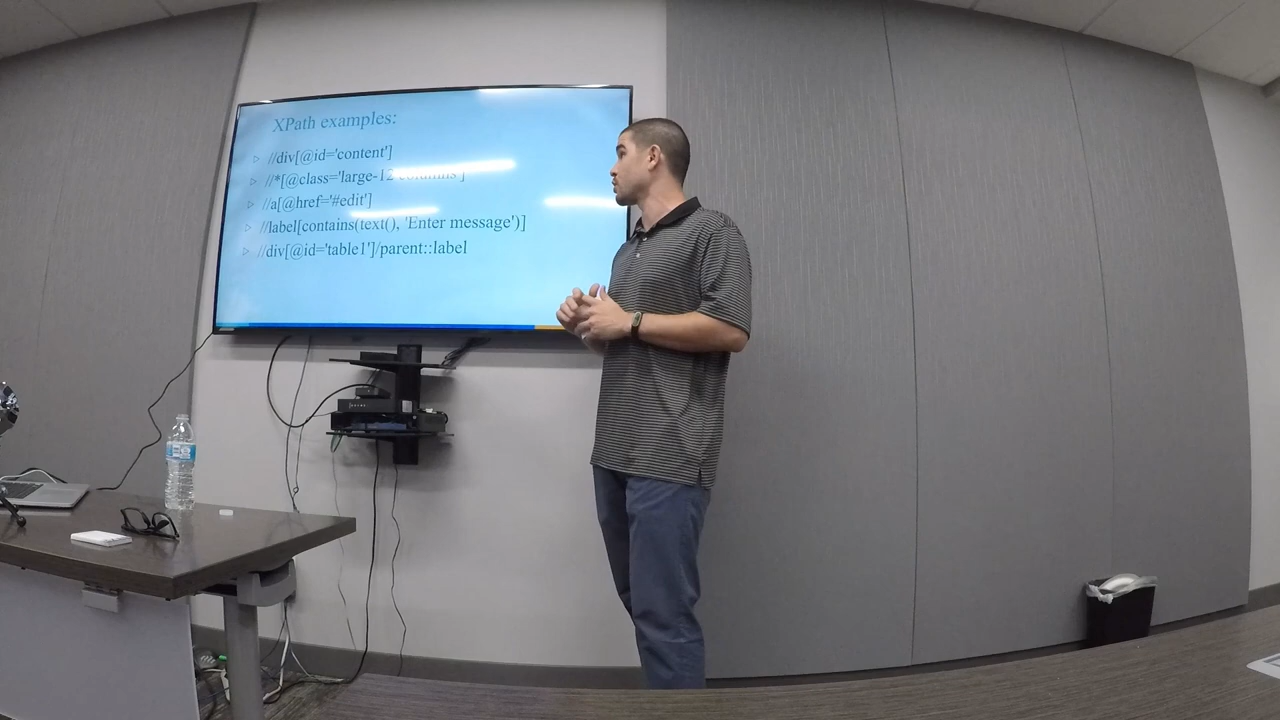 XPath examples:
//div[@id='content']
//*[@class='large-12 columns']
//a[@href='#edit']
//label[contains(text(), 'Enter message')]
//div[@id='table1']/parent::label